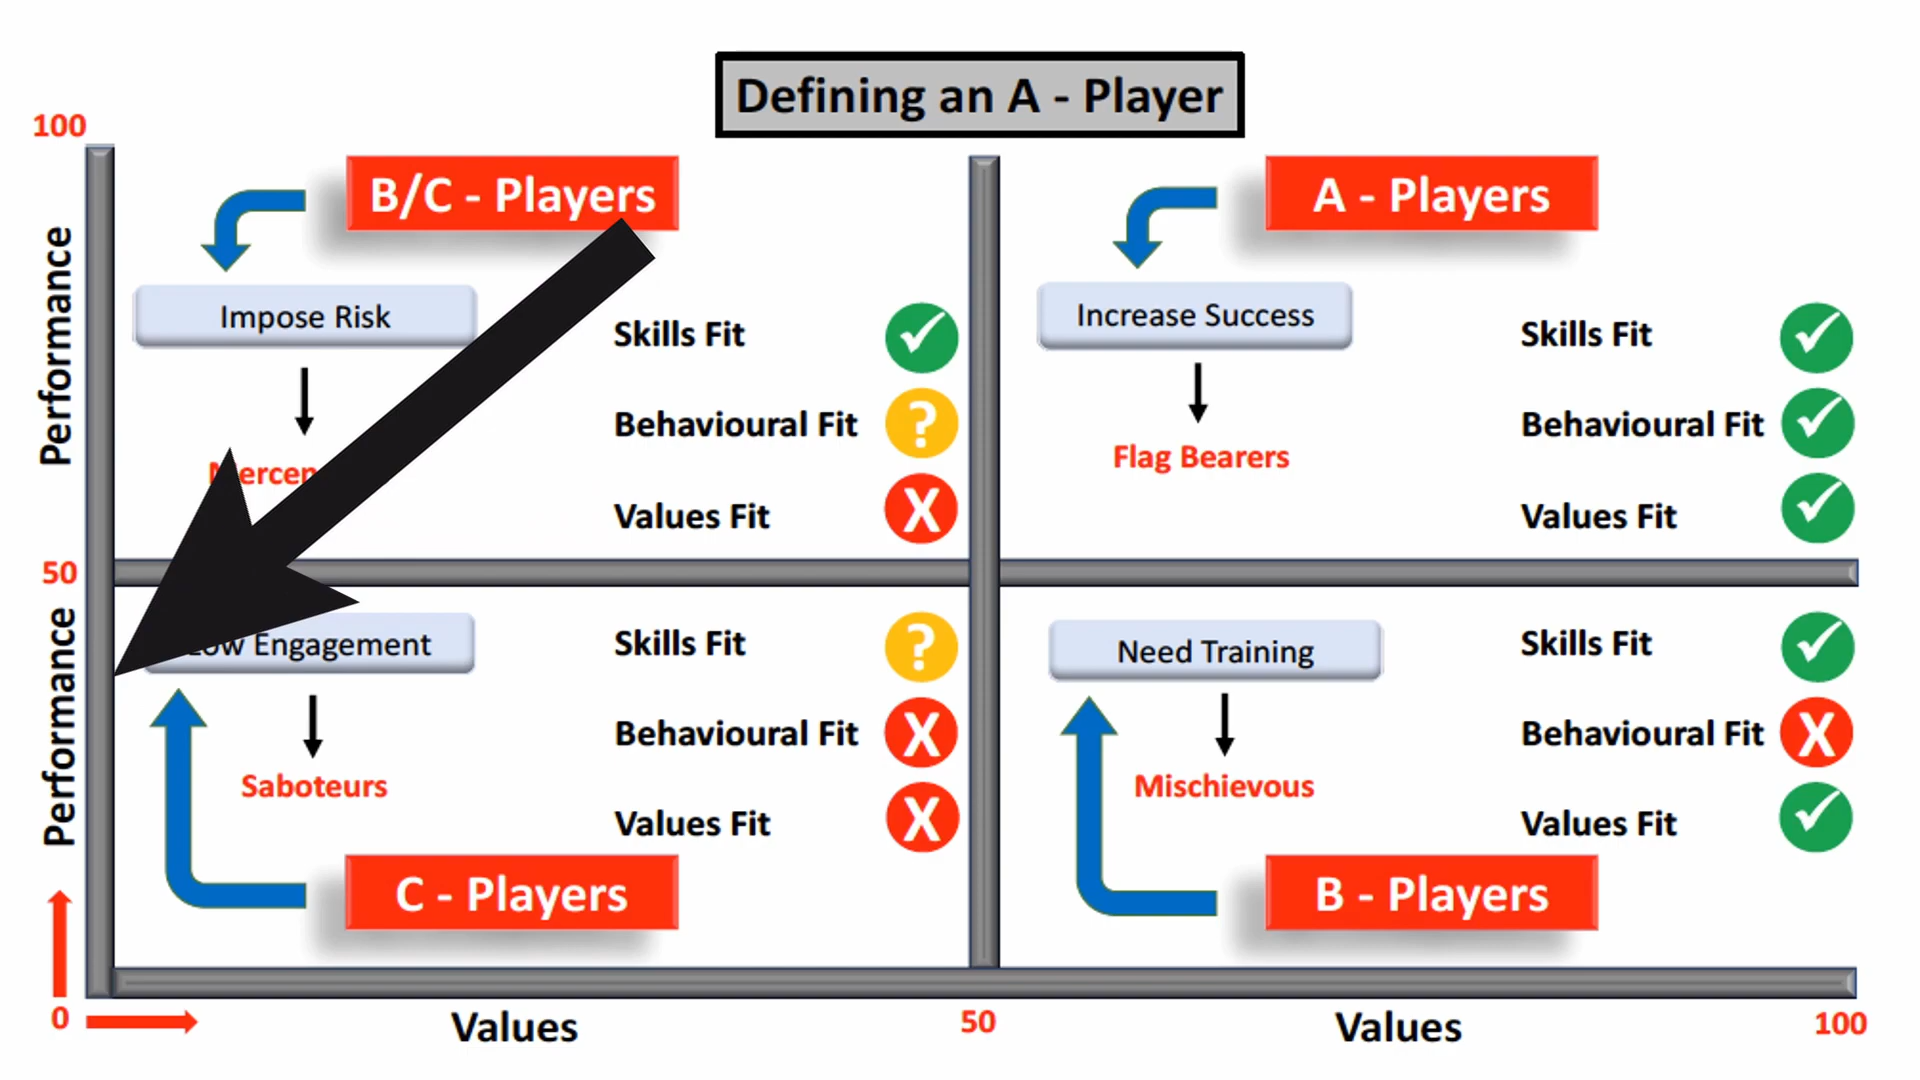 Defining an A - Player
100
B/C - Players
A - Players
Performance
Impose Risk
Increase Success
Skills Fit
Skills Fit
Behavioural Fit
?
Behavioural Fit
Flag Bearers
Values Fit
X
Values Fit
50
Performance
Engagement
Skills Fit
?
Need Training
Skills Fit
Behavioural Fit
X
Behavioural Fit
X
Saboteurs
Mischievous
Values Fit
X
Values Fit
C - Players
B - Players
0
Values
50
Values
100